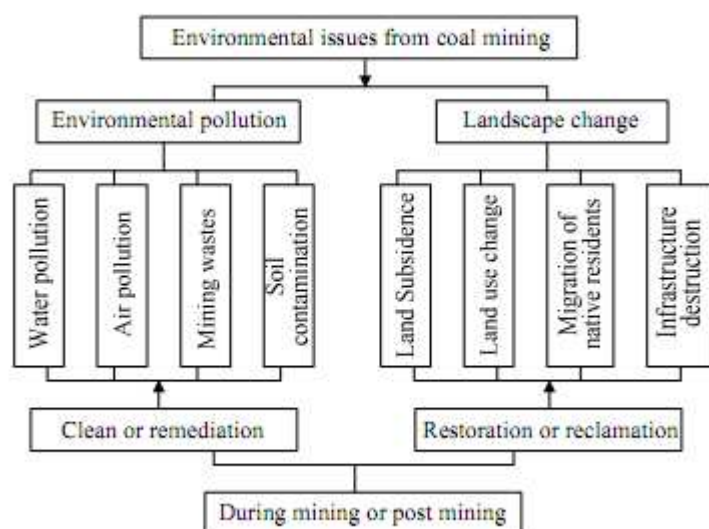 Environmental issues from coal mining
Environmental pollution
Landscape change
Water pollution
Air pollution
Mining wastes
Soil
contamination
Land Subsidence
Land use change
Migration of
native residents
Infrastructure
destruction
Clean or remediation
Restoration or reclamation
During mining or post mining